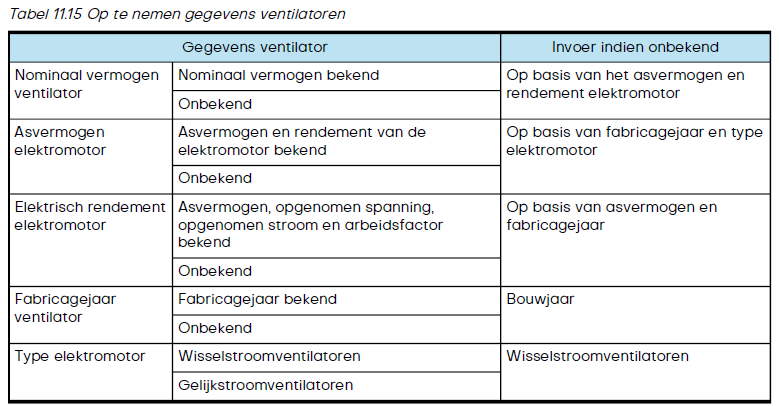 Tabel 11.15 Op te nemen gegevens ventilatoren
Gegevens ventilator
Invoer indien onbekend
Nominaal vermogen
ventilator
Nominaal vermogen bekend
Onbekend
Op basis van het asvermogen en
rendement elektromotor
Asvermogen
elektromotor
Asvermogen en rendement van de
elektromotor bekend
Onbekend
Op basis van fabricagejaar en type
elektromotor
Elektrisch rendement
elektromotor
Asvermogen, opgenomen spanning,
opgenomen stroom en arbeidsfactor
bekend
Onbekend
Op basis van asvermogen en
fabricagejaar
Fabricagejaar
ventilator
Fabricagejaar bekend
Onbekend
Bouwjaar
Type elektromotor
Wisselstroomventilatoren
Gelijkstroomventilatoren
Wisselstroomventilatoren